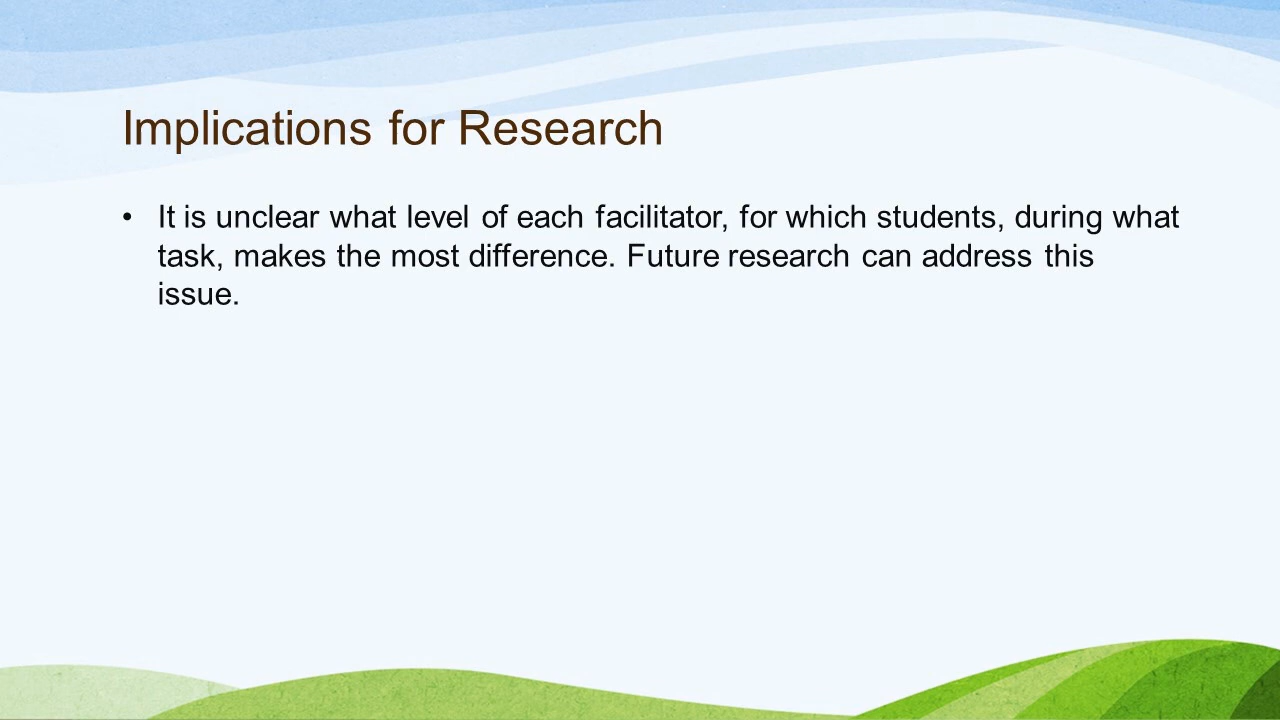 Implications for Research
• It is unclear what level of each facilitator, for which students, during what
task, makes the most difference. Future research can address this
issue.